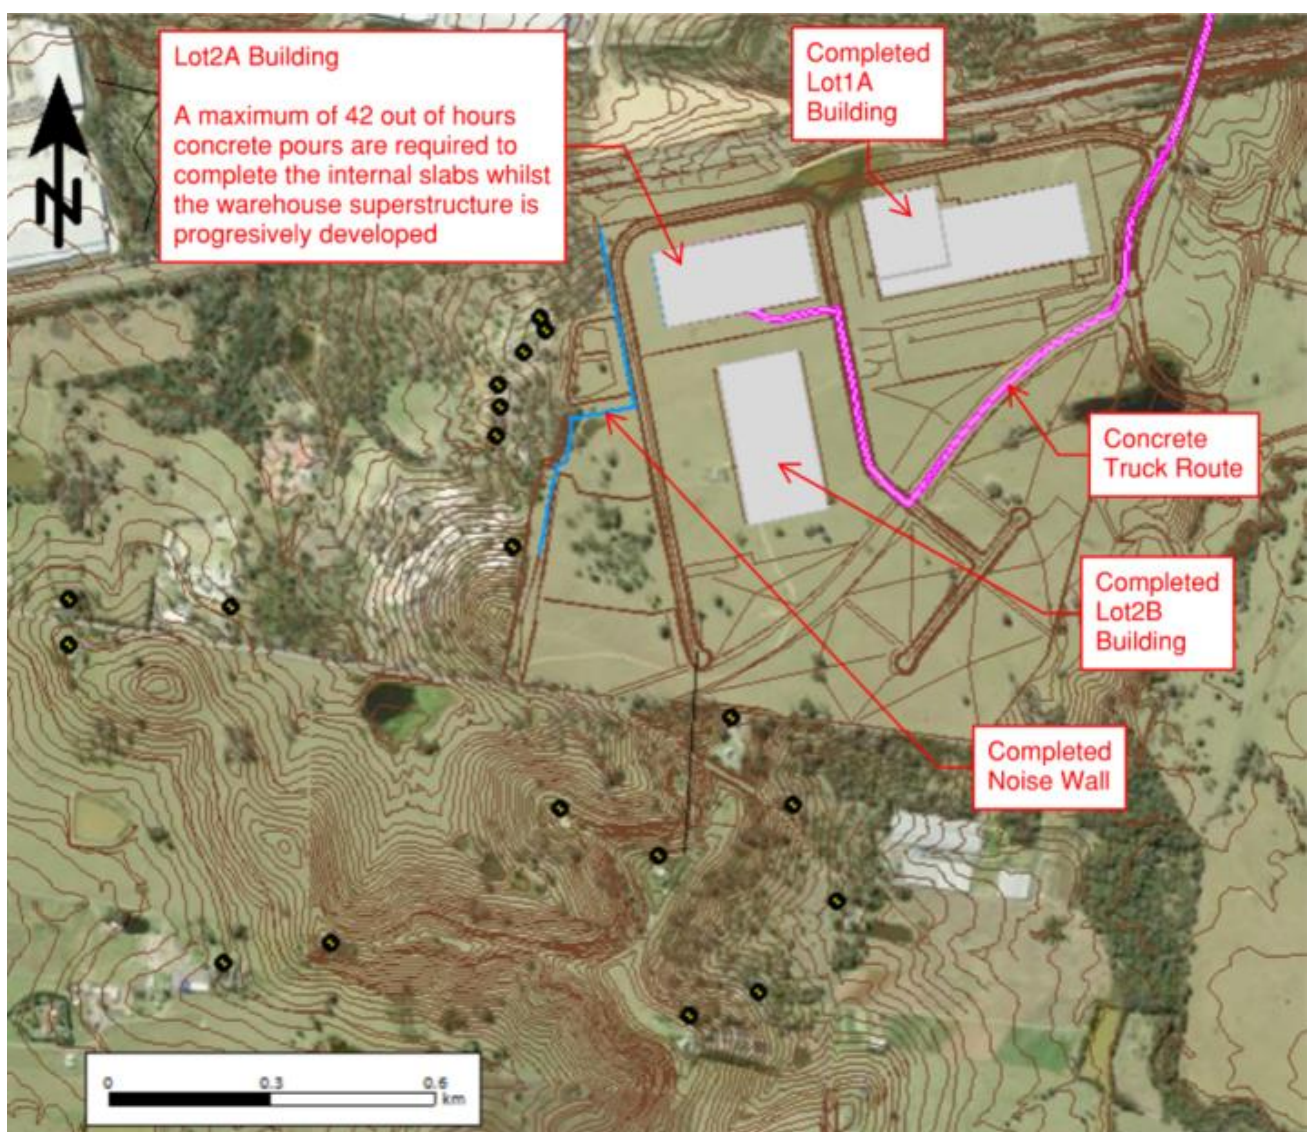 Lot2A Building
A maximum of 42 out of hours
concrete pours are required to
complete the internal slabs whilst
the warehouse superstructure is
progresively developed
Completed
Lot1A
Building
N
Concrete
Truck Route
Completed
Lot2B
Building
Completed
Noise Wall
0 0.3 0.6
km